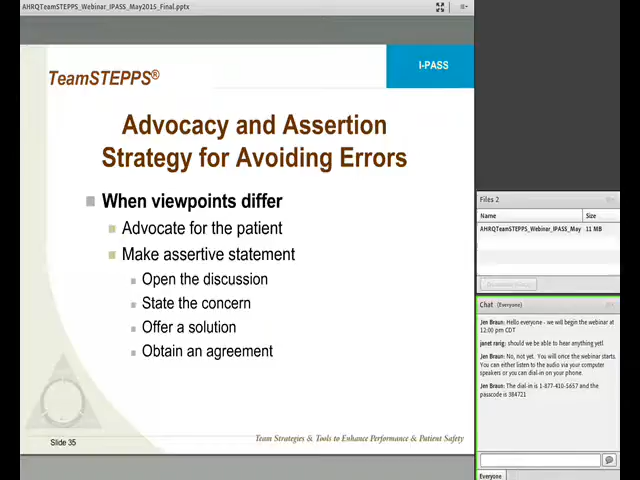 AHRQTeamSTEPPS_Webinar_IPASS_May2015_Final.pptx
TeamSTEPPS®
I-PASS
Advocacy and Assertion
Strategy for Avoiding Errors
When viewpoints differ
Advocate for the patient
Make assertive statement
Open the discussion
State the concern
Offer a solution
Obtain an agreement
Slide 35
Team Strategies & Tools to Enhance Performance & Patient Safety
Files 2
Name Size
AHRQTeamSTEPPS_Webinar_IPASS_May 11 MB
Chat (Everyone)
Jen Braun: Hello everyone - we will begin the webinar at
12:00 pm CDT
janet rarig: should we be able to hear anything yet!
Jen Braun: No, not yet. You will once the webinar starts.
You can either listen to the audio via your computer
speakers or you can dial-in on your phone.
Jen Braun: The dial-in is 1-877-410-5657 and the
passcode is 384721
Everyone